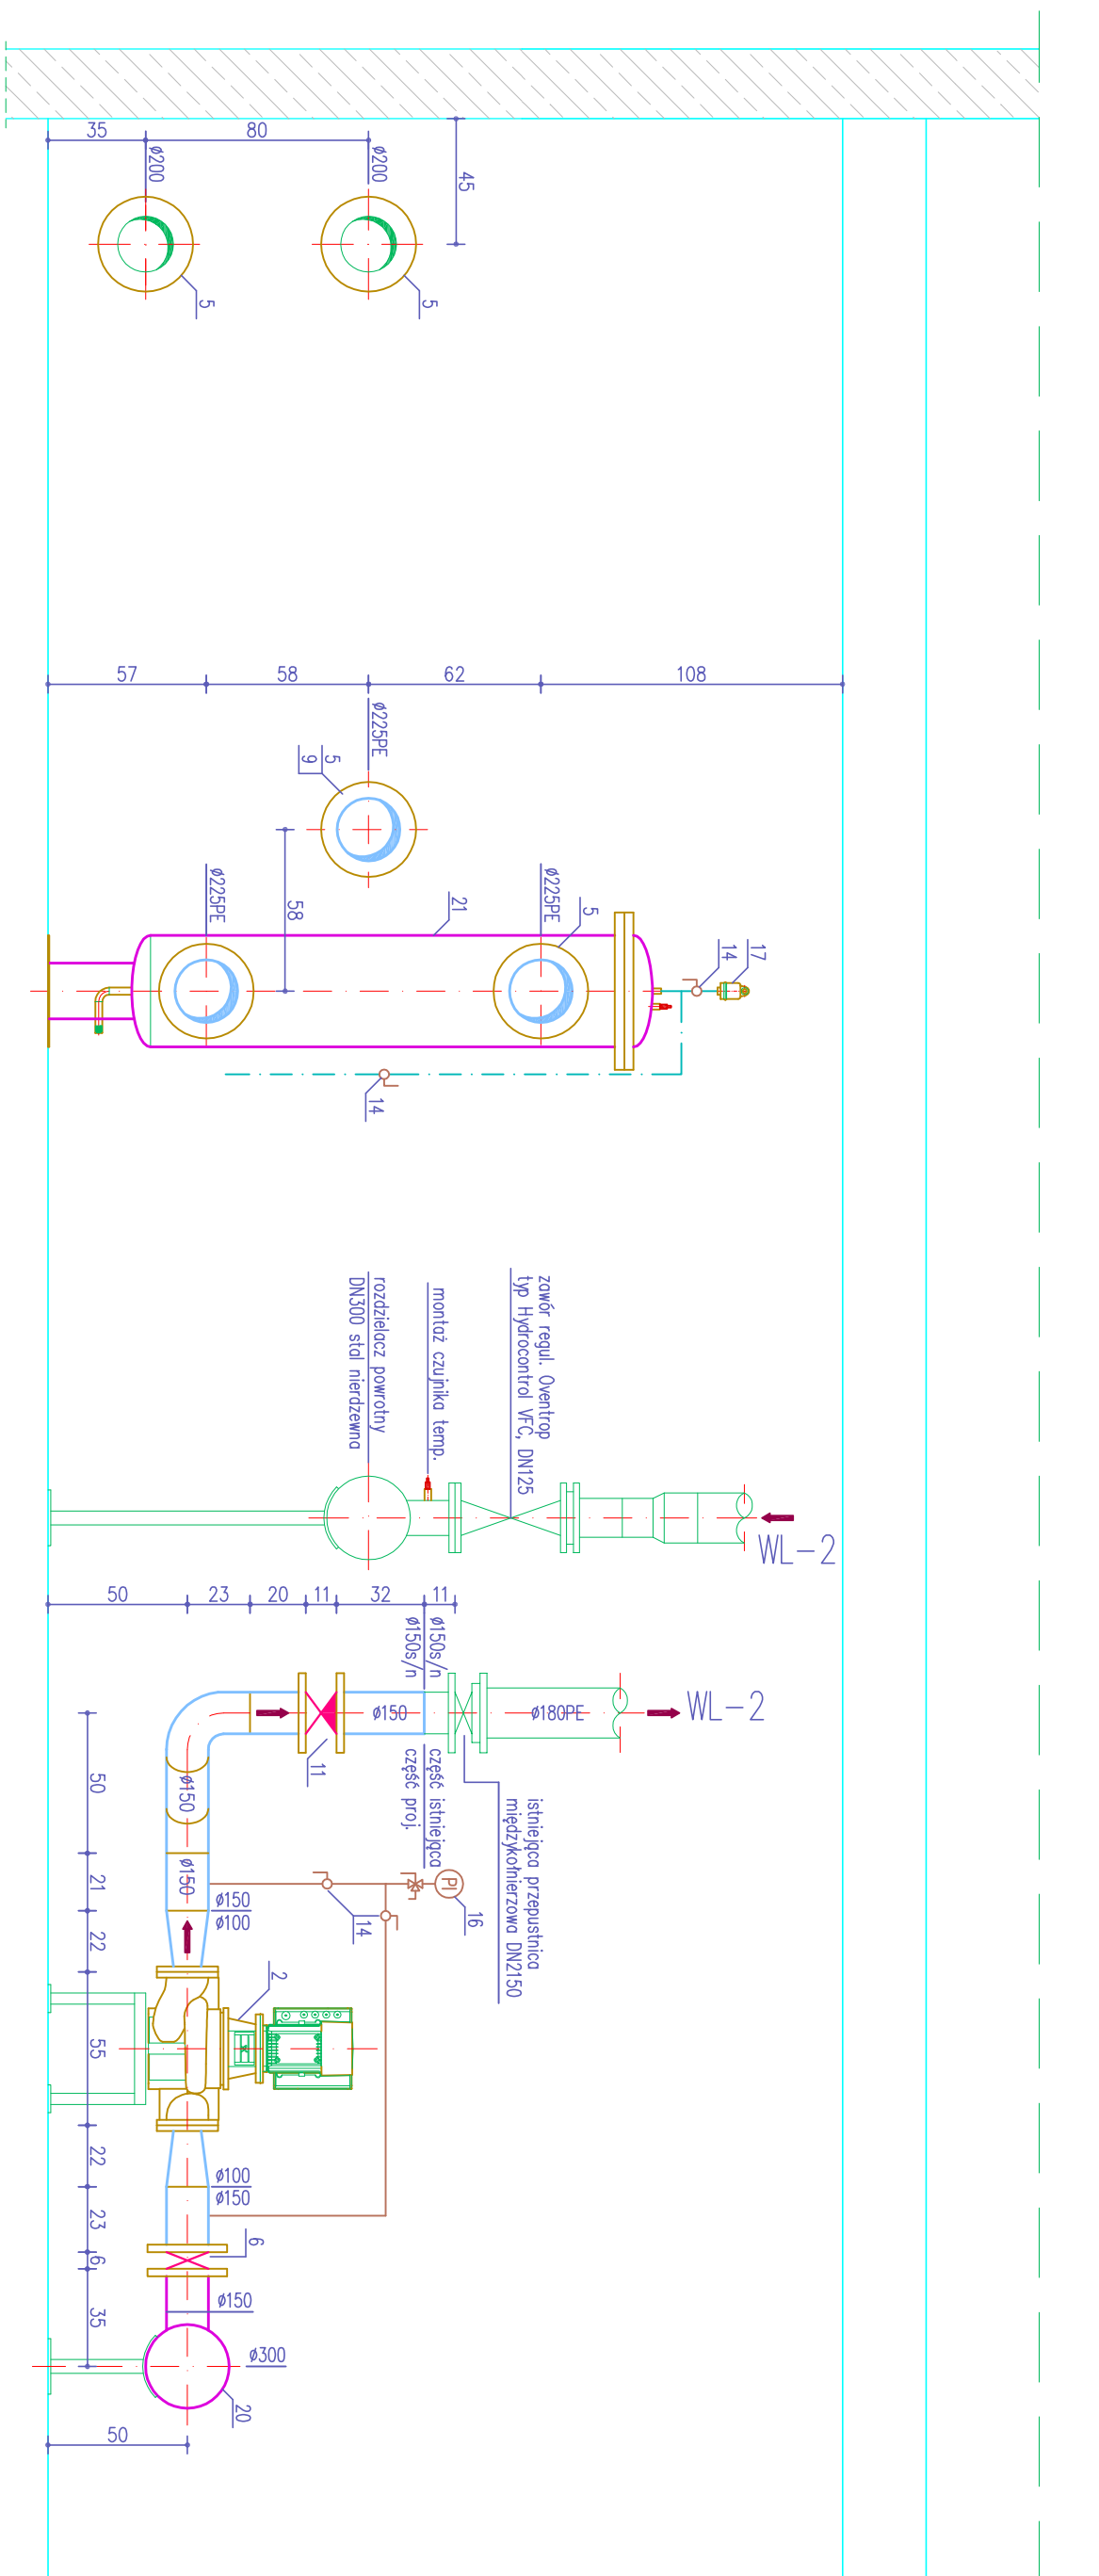 35
80
ø200
ø200
45
5
5
57
58
62
108
ø225PE
5
9
58
ø225PE
ø225PE
21
5
14
17
14
zawór regul. Oventrop
typ Hydrocontrol VFC, DN125
montaż czujnika temp.
rozdzielacz powrotny
DN300 stal nierdzewna
WL-2
50
23
20
11
32
11
ø150s/n
ø150s/n
ø150
ø180PE
WL-2
11
część istniejąca
część proj.
istniejąca przepustnica
międzykołnierzowa DN2150
ø150
ø150
ø150
ø100
PI
16
14
2
50
21
22
55
22
23
6
35
ø100
ø150
6
ø150
ø300
20
50